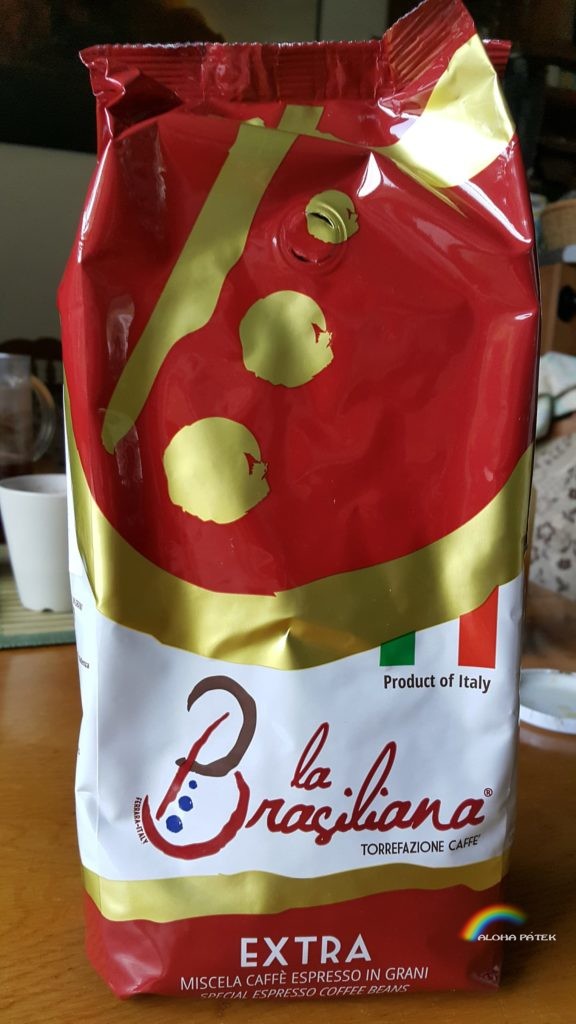 Product of Italy
la
Braşiliana®
TORREFAZIONE CAFFE'
FERRARA-ITALY
ALOHA PÁTEK
EXTRA
MISCELA CAFFÈ ESPRESSO IN GRANI
SPECIAL ESPRESSO COFFEE BEANS